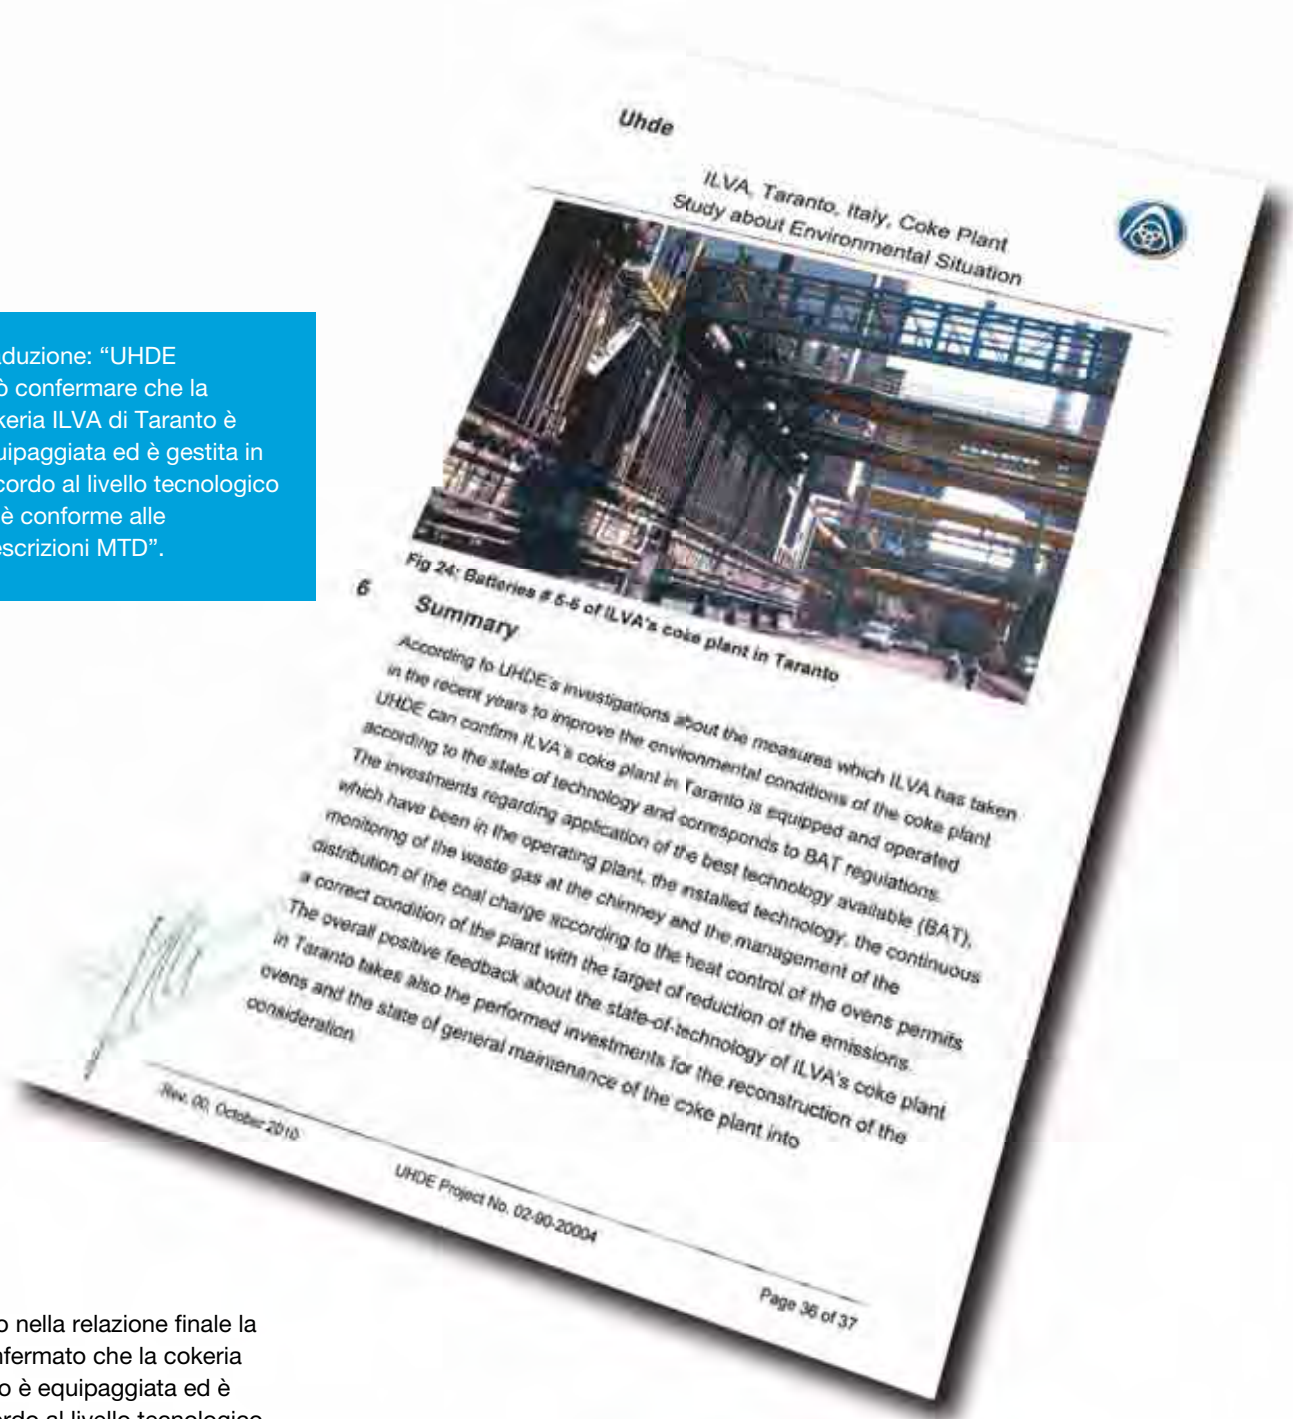 Uhde
ILVA, Taranto, Italy, Coke Plant
Study about Environmental Situation
aduzione: “UHDE
ò confermare che la
keria ILVA di Taranto è
uipaggiata ed è gestita in
cordo al livello tecnologico
è conforme alle
escrizioni MTD”.
Fig 24: Batteries # 5-6 of ILVA's coke plant in Taranto
6 Summary
According to UHDE's investigations about the measures which ILVA has taken
in the recent years to improve the environmental conditions of the coke plant
UHDE can confirm ILVA's coke plant in Taranto is equipped and operated
according to the state of technology and corresponds to BAT regulations.
The investments regarding application of the best technology available (BAT),
which have been in the operating plant, the installed technology, the continuous
monitoring of the waste gas at the chimney and the management of the
distribution of the coal charge according to the heat control of the ovens permits
a correct condition of the plant with the target of reduction of the emissions.
The overall positive feedback about the state-of-technology of ILVA's coke plant
in Taranto takes also the performed investments for the reconstruction of the
ovens and the state of general maintenance of the coke plant into
consideration.
Rev. 00, October 2010
UHDE Project No. 02-90-20004
Page 36 of 37
o nella relazione finale la
nfermato che la cokeria
o è equipaggiata ed è
ordo al livello tecnologico